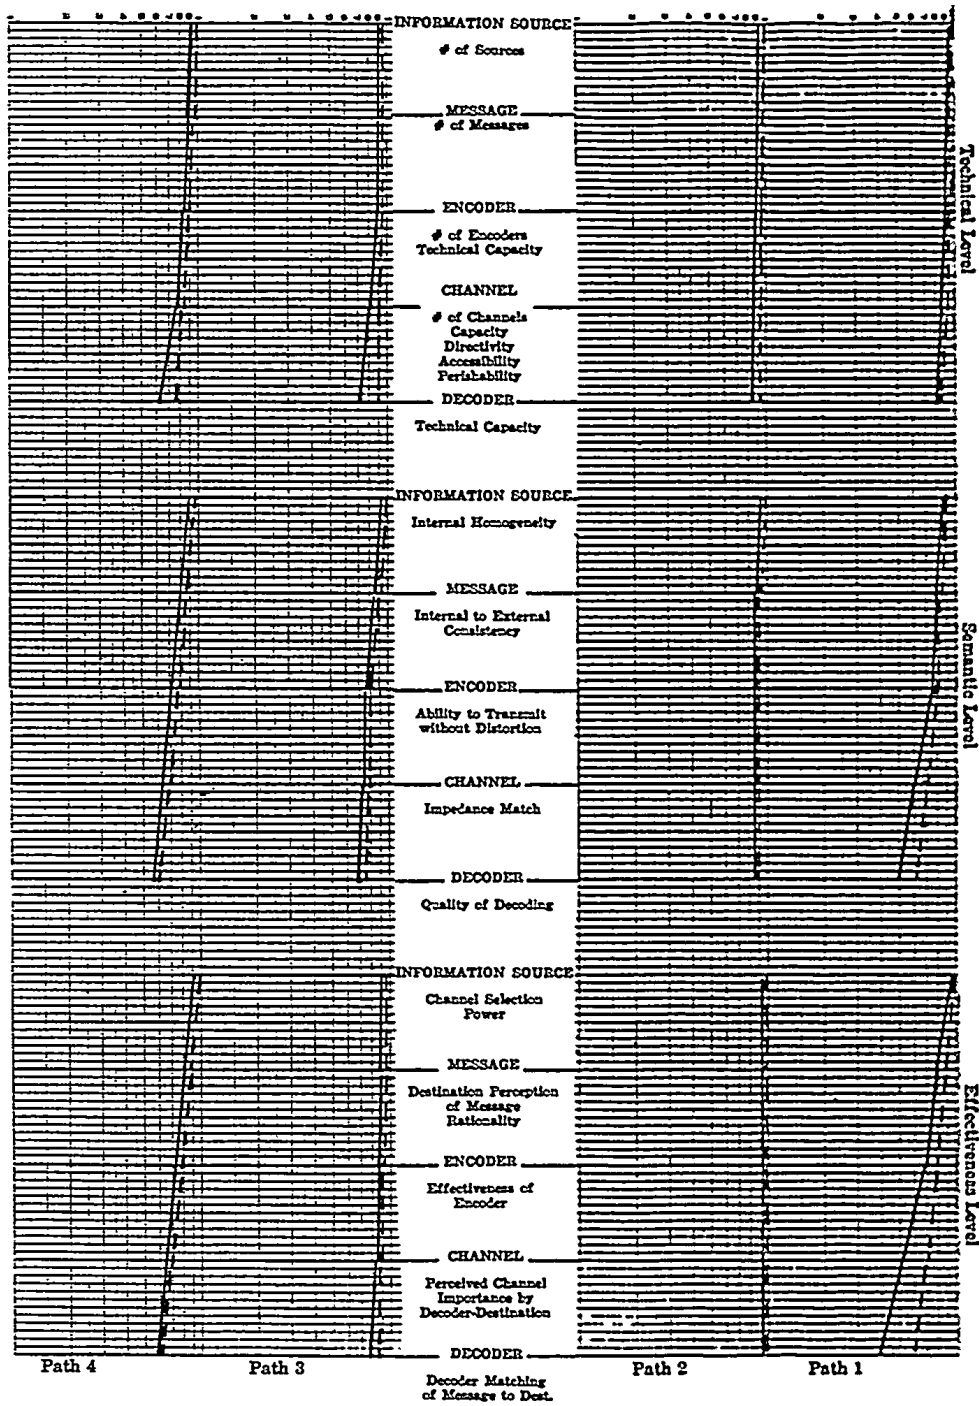 INFORMATION SOURCE
# of Sources
MESSAGE
# of Messages
ENCODER
# of Encoders
Technical Capacity
CHANNEL
# of Channels
Capacity
Directivity
Accessibility
Perishability
DECODER
Technical Capacity
Technical Level
INFORMATION SOURCE
Internal Homogeneity
MESSAGE
Internal to External
Consistency
ENCODER
Ability to Transmit
without Distortion
CHANNEL
Impedance Match
DECODER
Quality of Decoding
Semantic Level
INFORMATION SOURCE
Channel Selection
Power
MESSAGE
Destination Perception
of Message
Rationality
ENCODER
Effectiveness of
Encoder
CHANNEL
Perceived Channel
Importance by
Decoder-Destination
DECODER
Decoder Matching
of Message to Dest.
Effectiveness Level
Path 4
Path 3
Path 2
Path 1